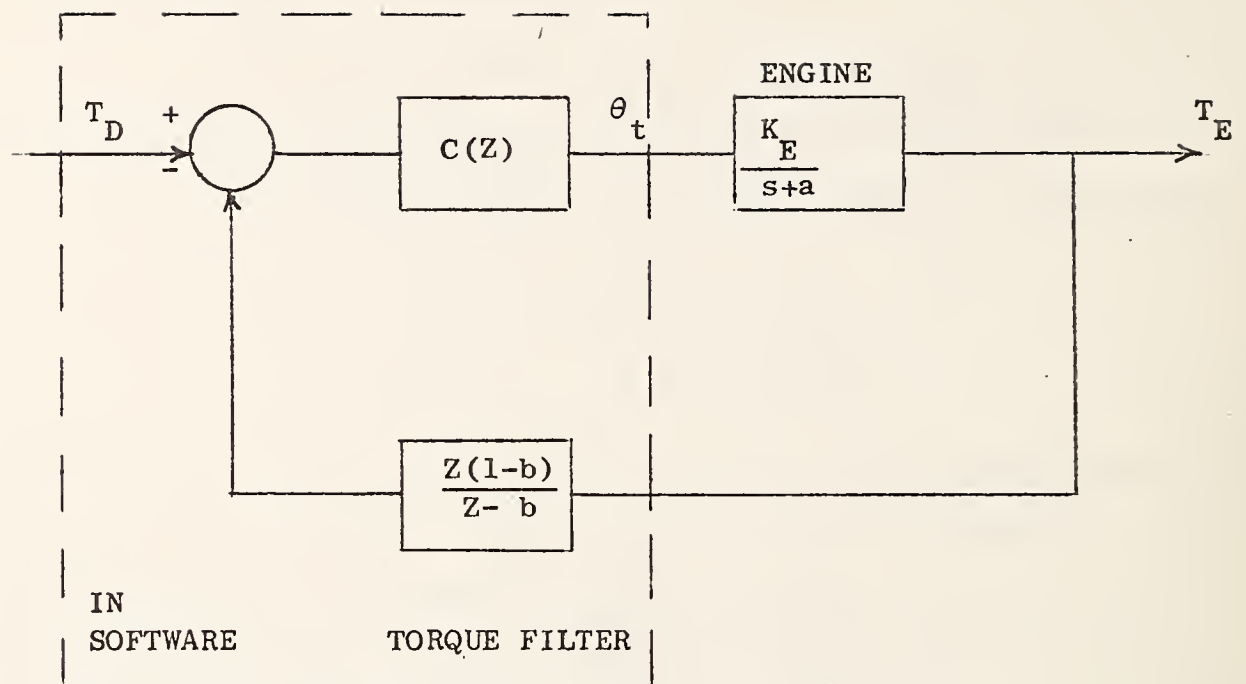 ENGINE
T_D
+
-
C(Z)
θ_t
K_E
s+a
T_E
Z(1-b)
Z- b
IN
SOFTWARE
TORQUE FILTER